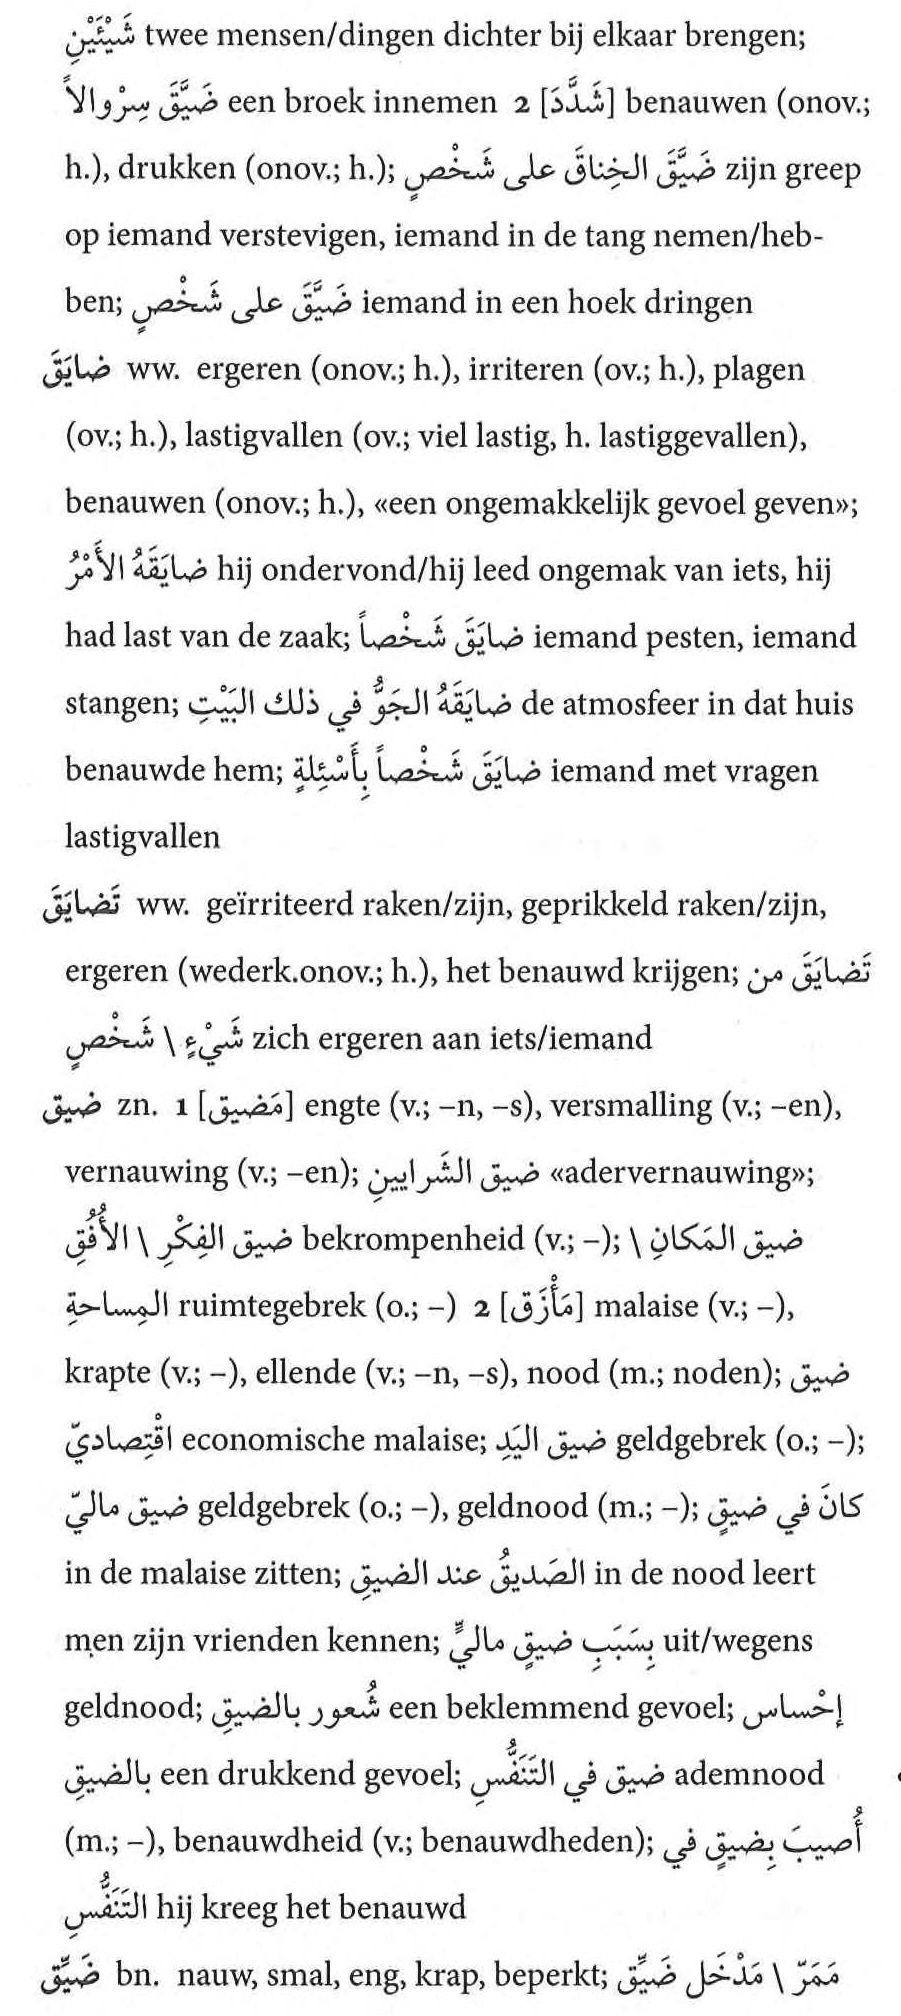 شَيْئَيْنِ twee mensen/dingen dichter bij elkaar brengen;
ضَيَّقَ سِرْوالاً een broek innemen 2 [شَدَّدَ] benauwen (onov.;
h.), drukken (onov.; h.); ضَيَّقَ الخِناقَ على شَخْصٍ zijn greep
op iemand verstevigen, iemand in de tang nemen/heb-
ben; ضَيَّقَ على شَخْصٍ iemand in een hoek dringen
ضايَقَ ww. ergeren (onov.; h.), irriteren (ov.; h.), plagen
(ov.; h.), lastigvallen (ov.; viel lastig, h. lastiggevallen),
benauwen (onov.; h.), «een ongemakkelijk gevoel geven»;
ضايَقَهُ الأَمْرُ hij ondervond/hij leed ongemak van iets, hij
had last van de zaak; ضايَقَ شَخْصاً iemand pesten, iemand
stangen; ضايَقَهُ الجَوُّ في ذلك البَيْتِ de atmosfeer in dat huis
benauwde hem; ضايَقَ شَخْصاً بِأَسْئِلةٍ iemand met vragen
lastigvallen
تَضايَقَ ww. geïrriteerd raken/zijn, geprikkeld raken/zijn,
ergeren (wederk.onov.; h.), het benauwd krijgen; تَضايَقَ من
شَيْءٍ \ شَخْصٍ zich ergeren aan iets/iemand
ضيق zn. 1 [مَضيق] engte (v.; –n, –s), versmalling (v.; –en),
vernauwing (v.; –en); ضيق الشَرايينِ «adervernauwing»;
ضيق الفِكْرِ \ الأُفُقِ bekrompenheid (v.; –); ضيق المَكانِ \
المِساحةِ ruimtegebrek (o.; –) 2 [مَأْزَق] malaise (v.; –),
krapte (v.; –), ellende (v.; –n, –s), nood (m.; noden); ضيق
اقْتِصاديّ economische malaise; ضيق اليَدِ geldgebrek (o.; –);
ضيق ماليّ geldgebrek (o.; –), geldnood (m.; –); كانَ في ضيقٍ
in de malaise zitten; الصَديقُ عند الضيقِ in de nood leert
men zijn vrienden kennen; بِسَبَبِ ضيقٍ ماليٍّ uit/wegens
geldnood; شُعور بالضيقِ een beklemmend gevoel; إحْساس
بالضيقِ een drukkend gevoel; ضيق في التَنَفُّسِ ademnood
(m.; –), benauwdheid (v.; benauwdheden); أُصيبَ بِضيقٍ في
التَنَفُّسِ hij kreeg het benauwd
ضَيِّق bn. nauw, smal, eng, krap, beperkt; مَمَرّ \ مَدْخَل ضَيِّق